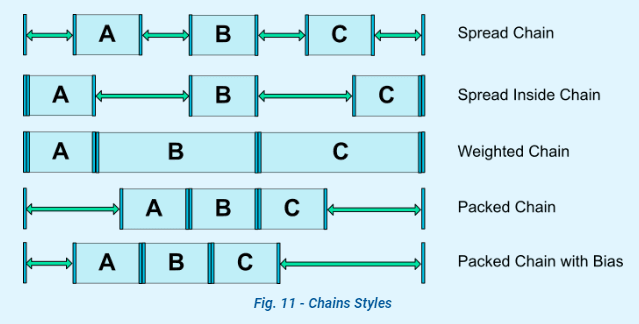 A B C Spread Chain
A B C Spread Inside Chain
A B C Weighted Chain
A B C Packed Chain
A B C Packed Chain with Bias
Fig. 11 - Chains Styles